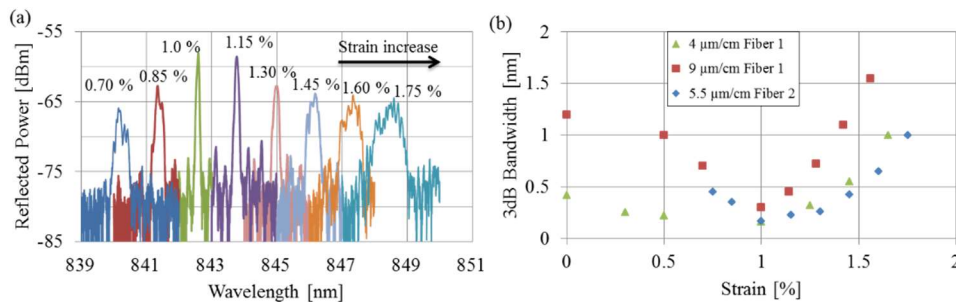 (a)
-55
-65
-75
-85
Reflected Power [dBm]
0.70 %
0.85 %
1.0 %
1.15 %
1.30 %
1.45 %
1.60 %
1.75 %
Strain increase
839 841 843 845 847 849 851
Wavelength [nm]
(b)
2
1.5
1
0.5
0
3dB Bandwidth [nm]
4 µm/cm Fiber 1
9 µm/cm Fiber 1
5.5 µm/cm Fiber 2
0 0.5 1 1.5 2
Strain [%]